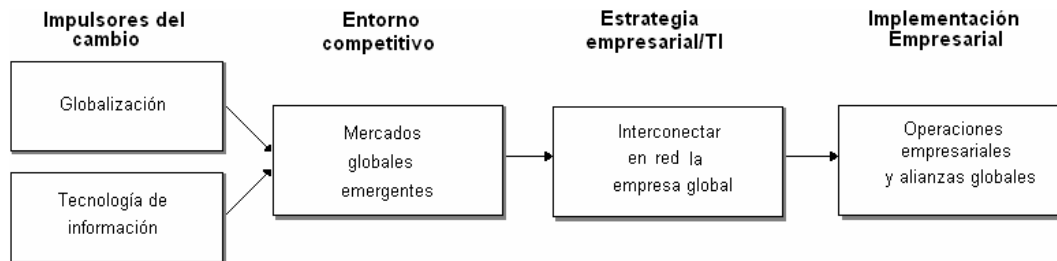 Impulsores del
cambio
Entorno
competitivo
Estrategia
empresarial/TI
Implementación
Empresarial
Globalización
Tecnología de
información
Mercados
globales
emergentes
Interconectar
en red la
empresa global
Operaciones
empresariales
y alianzas globales